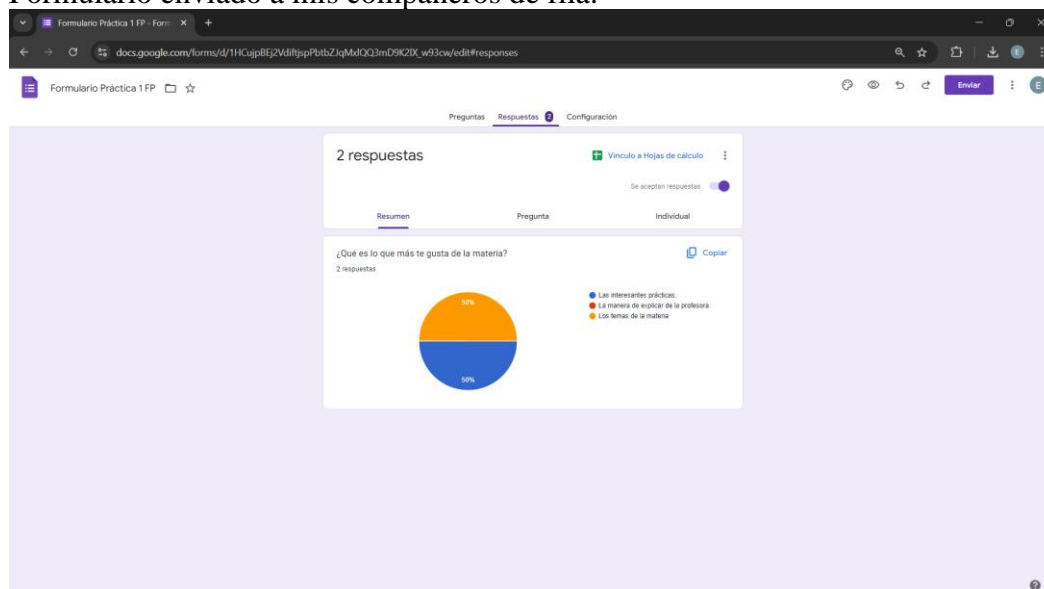 Formulario enviado a mis compañeros de fila.
Formulario Práctica 1 FP - Form
docs.google.com/forms/d/1HCujpBEj2VdiftjspPbtbZJqMxlQQ3mD9K2lX_w93cw/edit#responses
E
Formulario Práctica 1 FP
Enviar
E
Preguntas Respuestas 2 Configuración
2 respuestas
Vínculo a Hojas de cálculo
Se aceptan respuestas
Resumen Pregunta Individual
¿Qué es lo que más te gusta de la materia?
Copiar
2 respuestas
50%
50%
Las interesantes prácticas.
La manera de explicar de la profesora.
Los temas de la materia